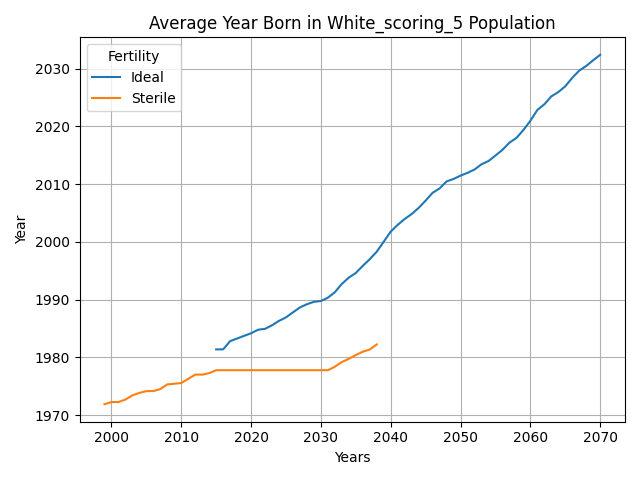 Average Year Born in White_scoring_5 Population
Fertility
Ideal
Sterile
Year
2030
2020
2010
2000
1990
1980
1970
2000
2010
2020
2030
2040
2050
2060
2070
Years